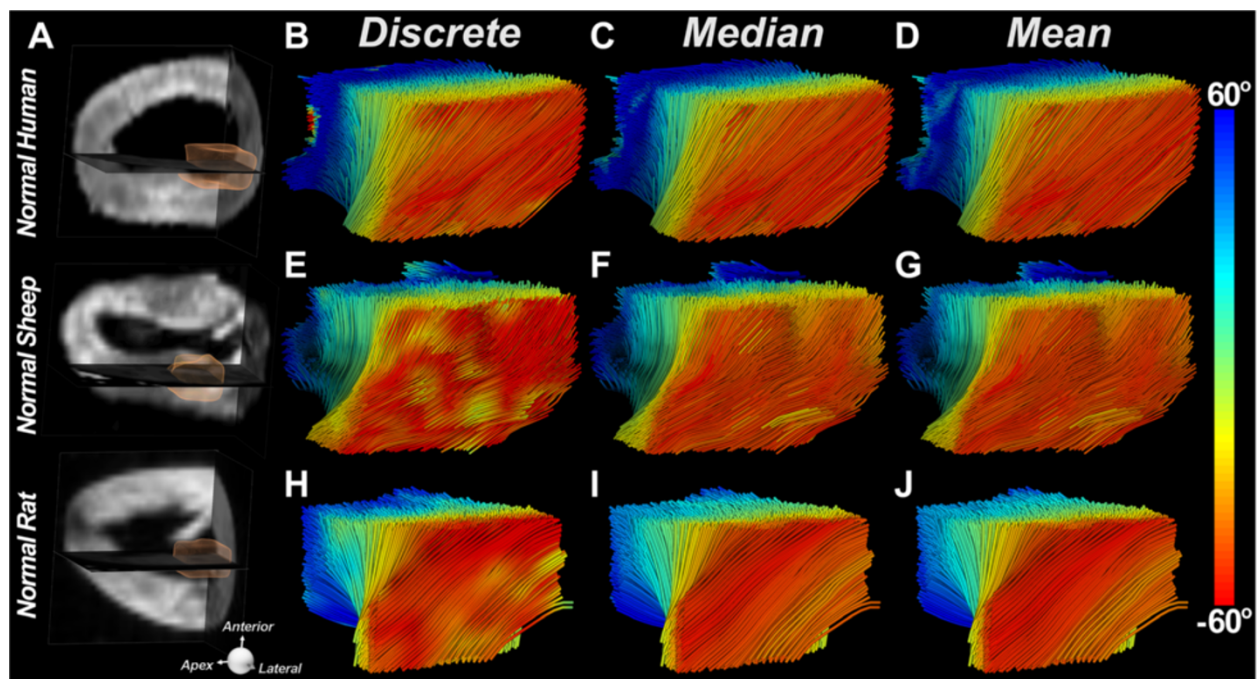 A
B
Discrete
C
Median
D
Mean
Normal Human
60°
E
F
G
Normal Sheep
H
I
J
Normal Rat
-60°
Anterior
Apex
Lateral